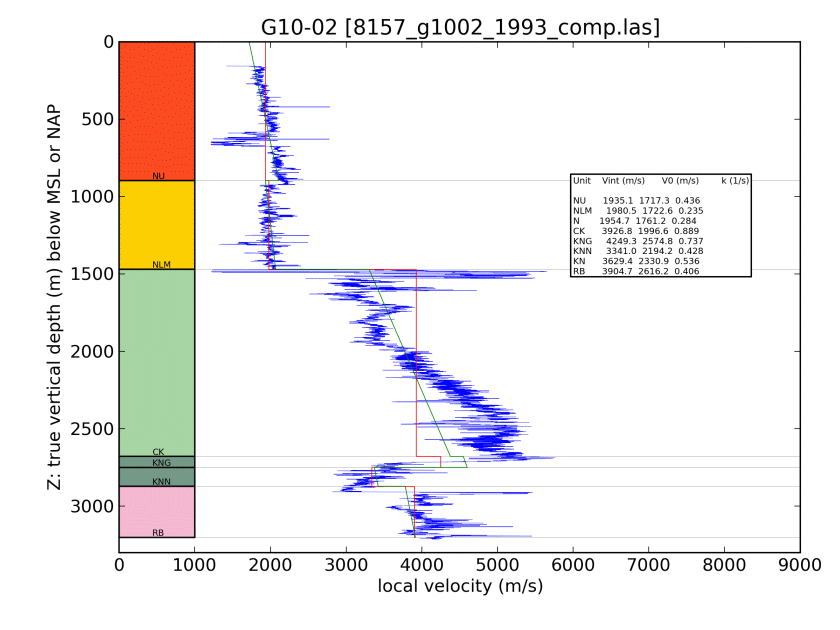 G10-02 [8157_g1002_1993_comp.las]
0
500
1000
1500
2000
2500
3000
Z: true vertical depth (m) below MSL or NAP
NU
NLM
CK
KNG
KNN
RB
Unit Vint (m/s) V0 (m/s) k (1/s)
NU 1935.1 1717.3 0.436
NLM 1980.5 1722.6 0.235
N 1954.7 1761.2 0.284
CK 3926.8 1996.6 0.889
KNG 4249.3 2574.8 0.737
KNN 3341.0 2194.2 0.428
KN 3629.4 2330.9 0.536
RB 3904.7 2616.2 0.406
0 1000 2000 3000 4000 5000 6000 7000 8000 9000
local velocity (m/s)